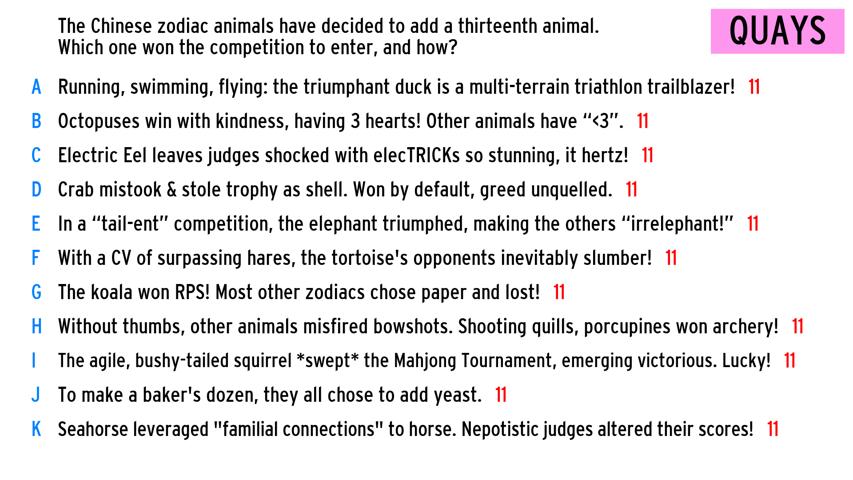 The Chinese zodiac animals have decided to add a thirteenth animal.
Which one won the competition to enter, and how?
QUAYS
A Running, swimming, flying: the triumphant duck is a multi-terrain triathlon trailblazer! 11
B Octopuses win with kindness, having 3 hearts! Other animals have “<3”. 11
C Electric Eel leaves judges shocked with elecTRICKs so stunning, it hertz! 11
D Crab mistook & stole trophy as shell. Won by default, greed unquelled. 11
E In a “tail-ent” competition, the elephant triumphed, making the others “irrelephant!” 11
F With a CV of surpassing hares, the tortoise's opponents inevitably slumber! 11
G The koala won RPS! Most other zodiacs chose paper and lost! 11
H Without thumbs, other animals misfired bowshots. Shooting quills, porcupines won archery! 11
I The agile, bushy-tailed squirrel *swept* the Mahjong Tournament, emerging victorious. Lucky! 11
J To make a baker's dozen, they all chose to add yeast. 11
K Seahorse leveraged "familial connections" to horse. Nepotistic judges altered their scores! 11